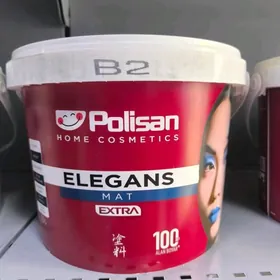 B2
Polisan
HOME COSMETICS
ELEGANS
MAT
EXTRA
塗料
100